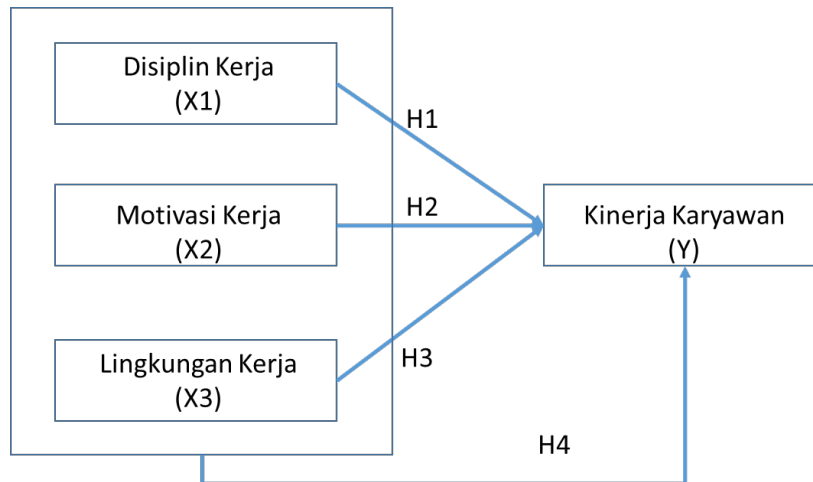 Disiplin Kerja
(X1)
H1
Motivasi Kerja
(X2)
H2
Kinerja Karyawan
(Y)
Lingkungan Kerja
(X3)
H3
H4